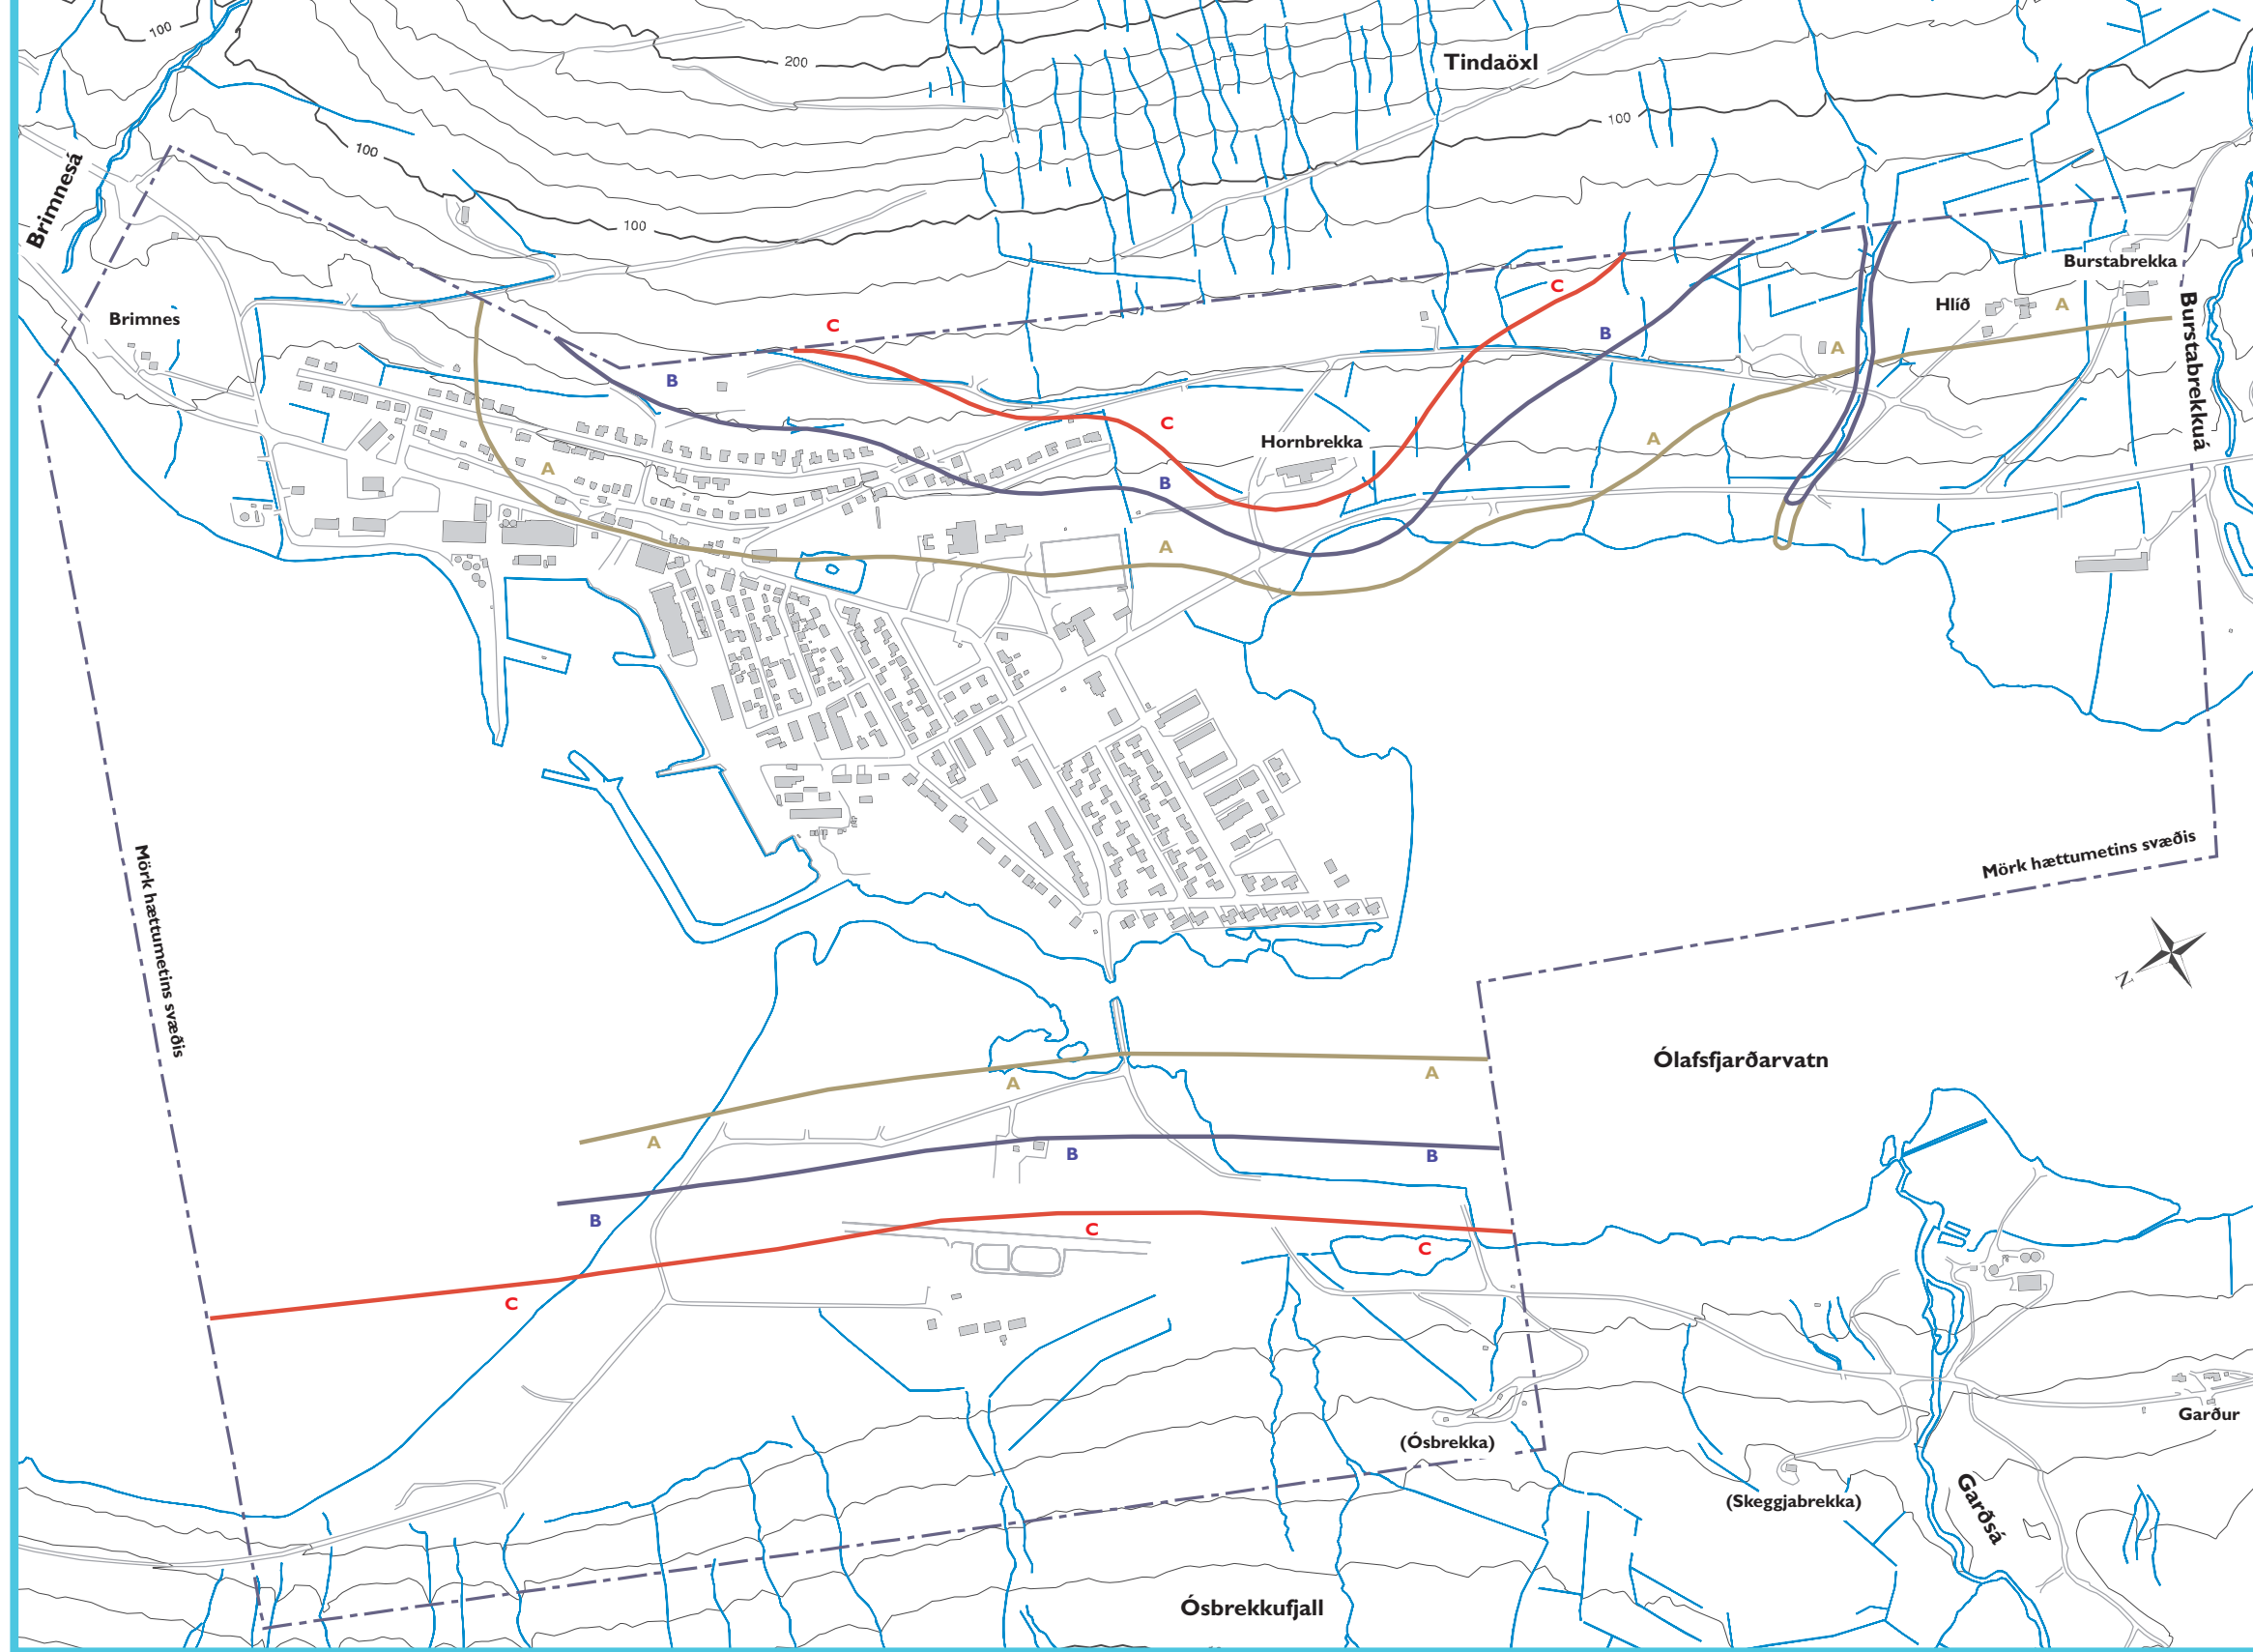 100
200
Tindaöxl
100
100
100
Brimnesá
Burstabrekka
Hlíð
A
Burstabrekkuá
Brimnes
C
C
B
A
B
C
Hornbrekka
A
A
B
A
Mörk hættumetins svæðis
Mörk hættumetins svæðis
N
Ólafsfjarðarvatn
A
A
A
B
B
B
C
C
C
Garður
(Ósbrekka)
(Skeggjabrekka)
Garðsá
Ósbrekkufjall